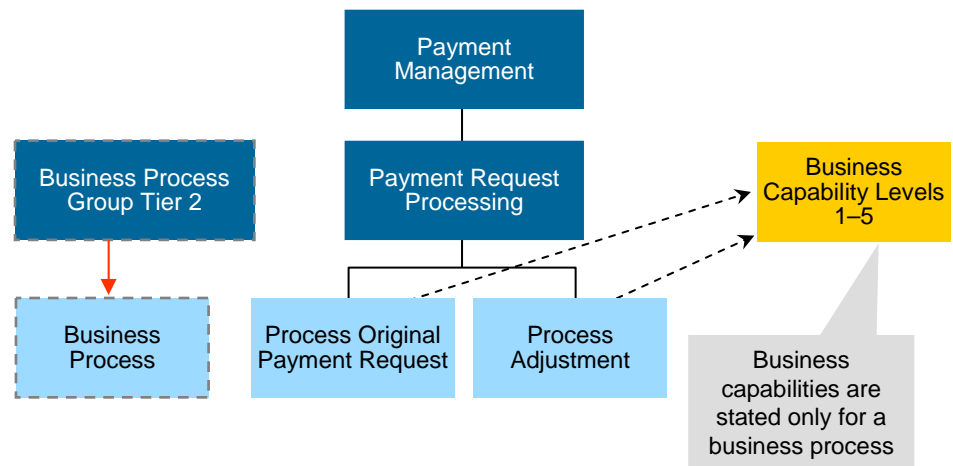 Payment
Management
Business Process
Group Tier 2
Payment Request
Processing
Business
Capability Levels
1–5
Business
Process
Process Original
Payment Request
Process
Adjustment
Business
capabilities are
stated only for a
business process